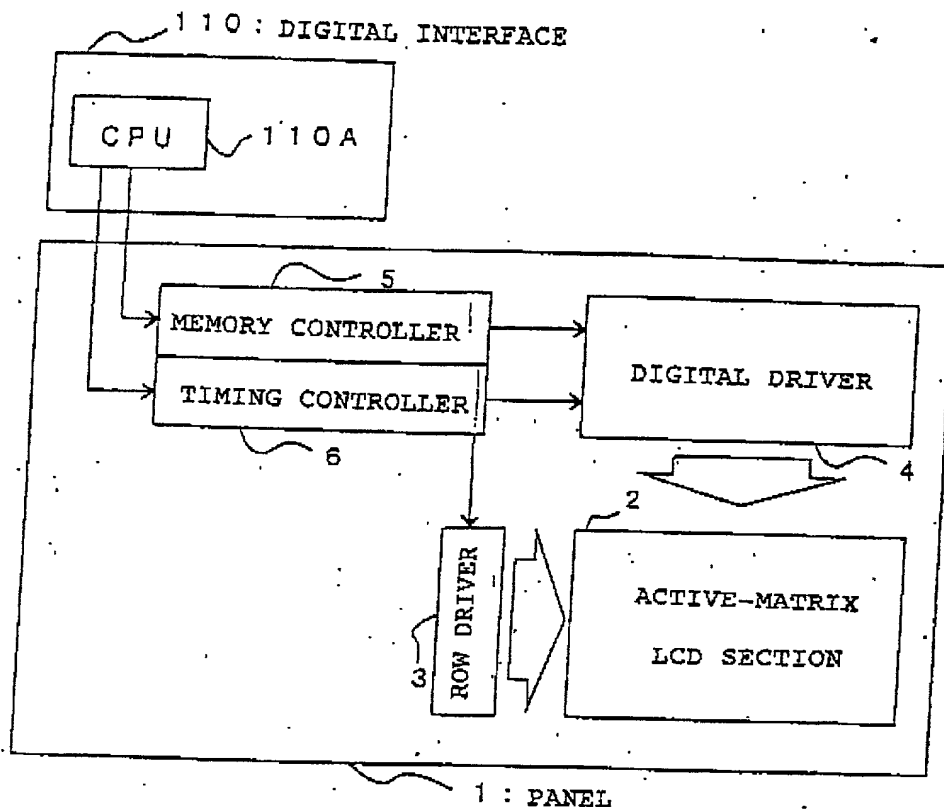 110 : DIGITAL INTERFACE
CPU
110A
5
MEMORY CONTROLLER
TIMING CONTROLLER
6
DIGITAL DRIVER
4
2
ROW DRIVER
3
ACTIVE-MATRIX
LCD SECTION
1 : PANEL